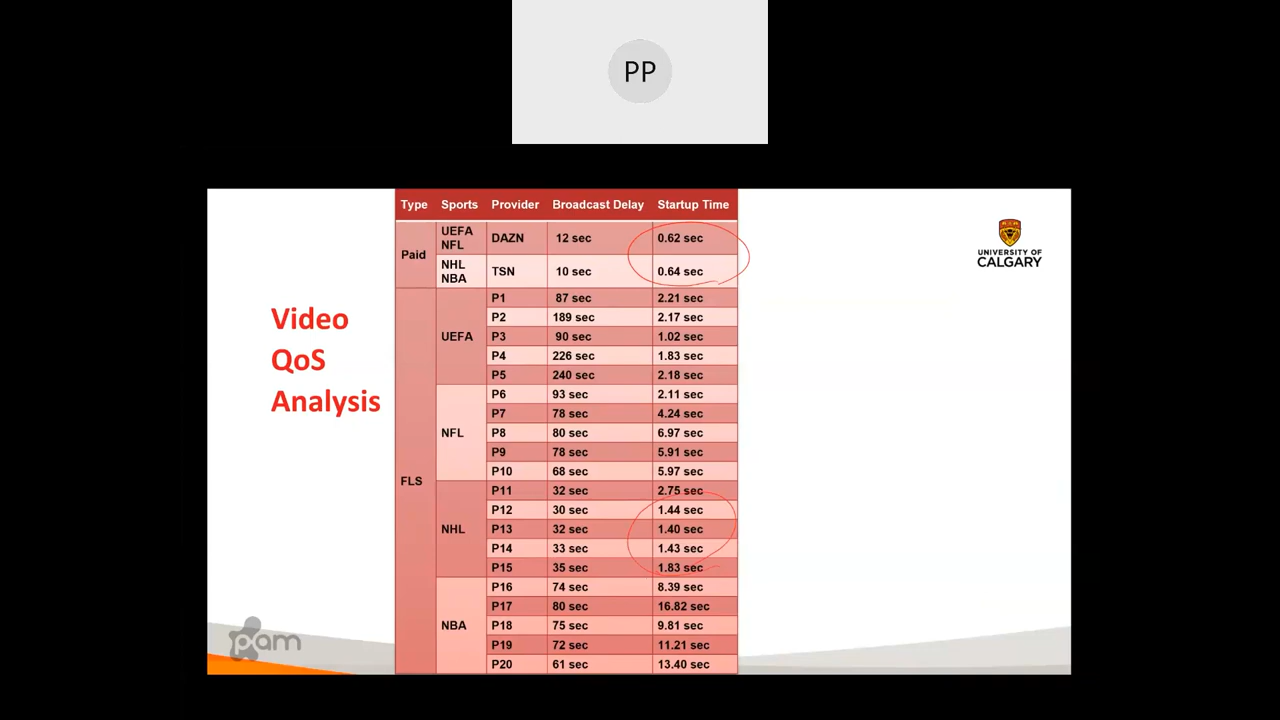 PP
Type Sports Provider Broadcast Delay Startup Time
Paid
UEFA
NFL
DAZN 12 sec 0.62 sec
NHL
NBA
TSN 10 sec 0.64 sec
FLS
UEFA
P1 87 sec 2.21 sec
P2 189 sec 2.17 sec
P3 90 sec 1.02 sec
P4 226 sec 1.83 sec
P5 240 sec 2.18 sec
NFL
P6 93 sec 2.11 sec
P7 78 sec 4.24 sec
P8 80 sec 6.97 sec
P9 78 sec 5.91 sec
P10 68 sec 5.97 sec
NHL
P11 32 sec 2.75 sec
P12 30 sec 1.44 sec
P13 32 sec 1.40 sec
P14 33 sec 1.43 sec
P15 35 sec 1.83 sec
NBA
P16 74 sec 8.39 sec
P17 80 sec 16.82 sec
P18 75 sec 9.81 sec
P19 72 sec 11.21 sec
P20 61 sec 13.40 sec
Video
QoS
Analysis
UNIVERSITY OF
CALGARY
pam